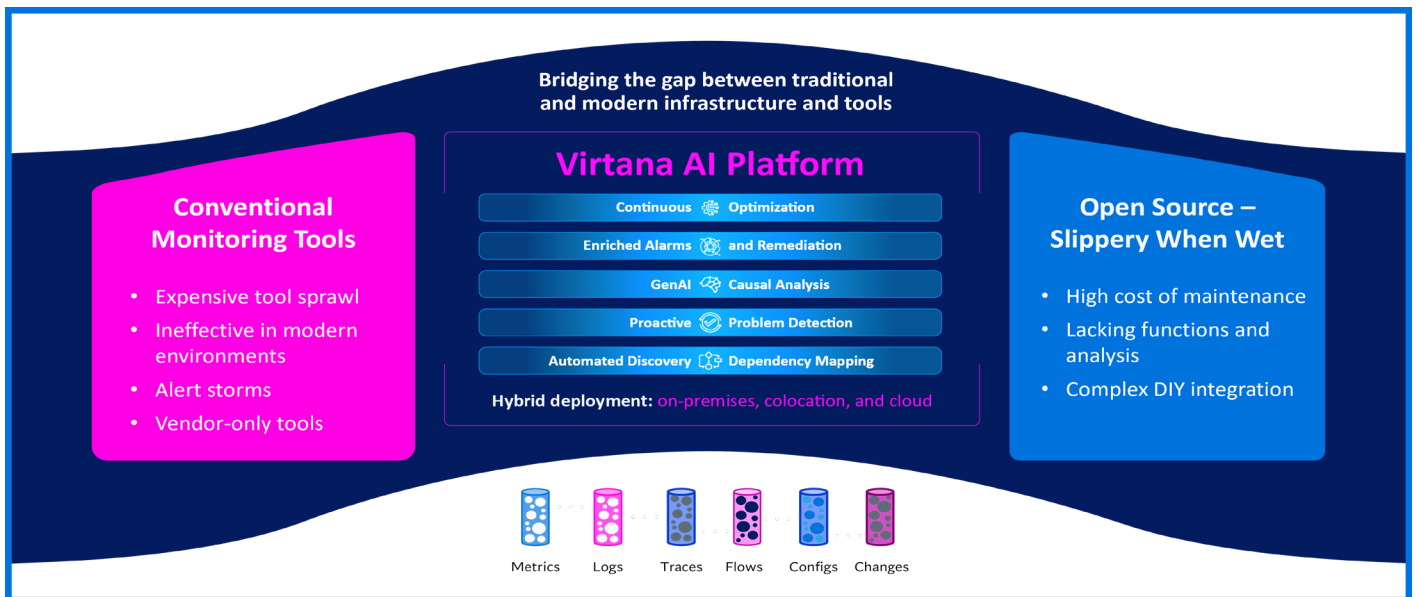 Bridging the gap between traditional
and modern infrastructure and tools
Conventional
Monitoring Tools
• Expensive tool sprawl
• Ineffective in modern
environments
• Alert storms
• Vendor-only tools
Virtana AI Platform
Continuous Optimization
Enriched Alarms and Remediation
GenAI Causal Analysis
Proactive Problem Detection
Automated Discovery Dependency Mapping
Hybrid deployment: on-premises, colocation, and cloud
Open Source –
Slippery When Wet
• High cost of maintenance
• Lacking functions and
analysis
• Complex DIY integration
Metrics Logs Traces Flows Configs Changes